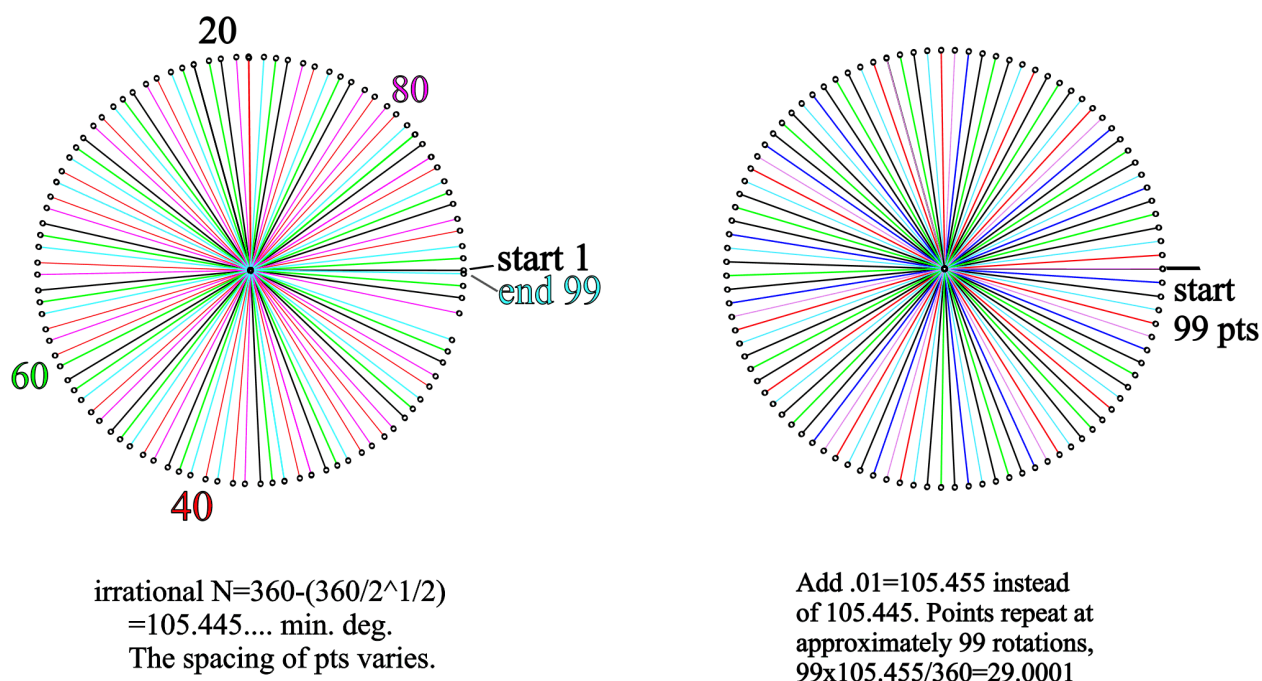 20
80
start 1
end 99
60
40
irrational N=360-(360/2^1/2)
=105.445.... min. deg.
The spacing of pts varies.
start
99 pts
Add .01=105.455 instead
of 105.445. Points repeat at
approximately 99 rotations,
99x105.455/360=29.0001